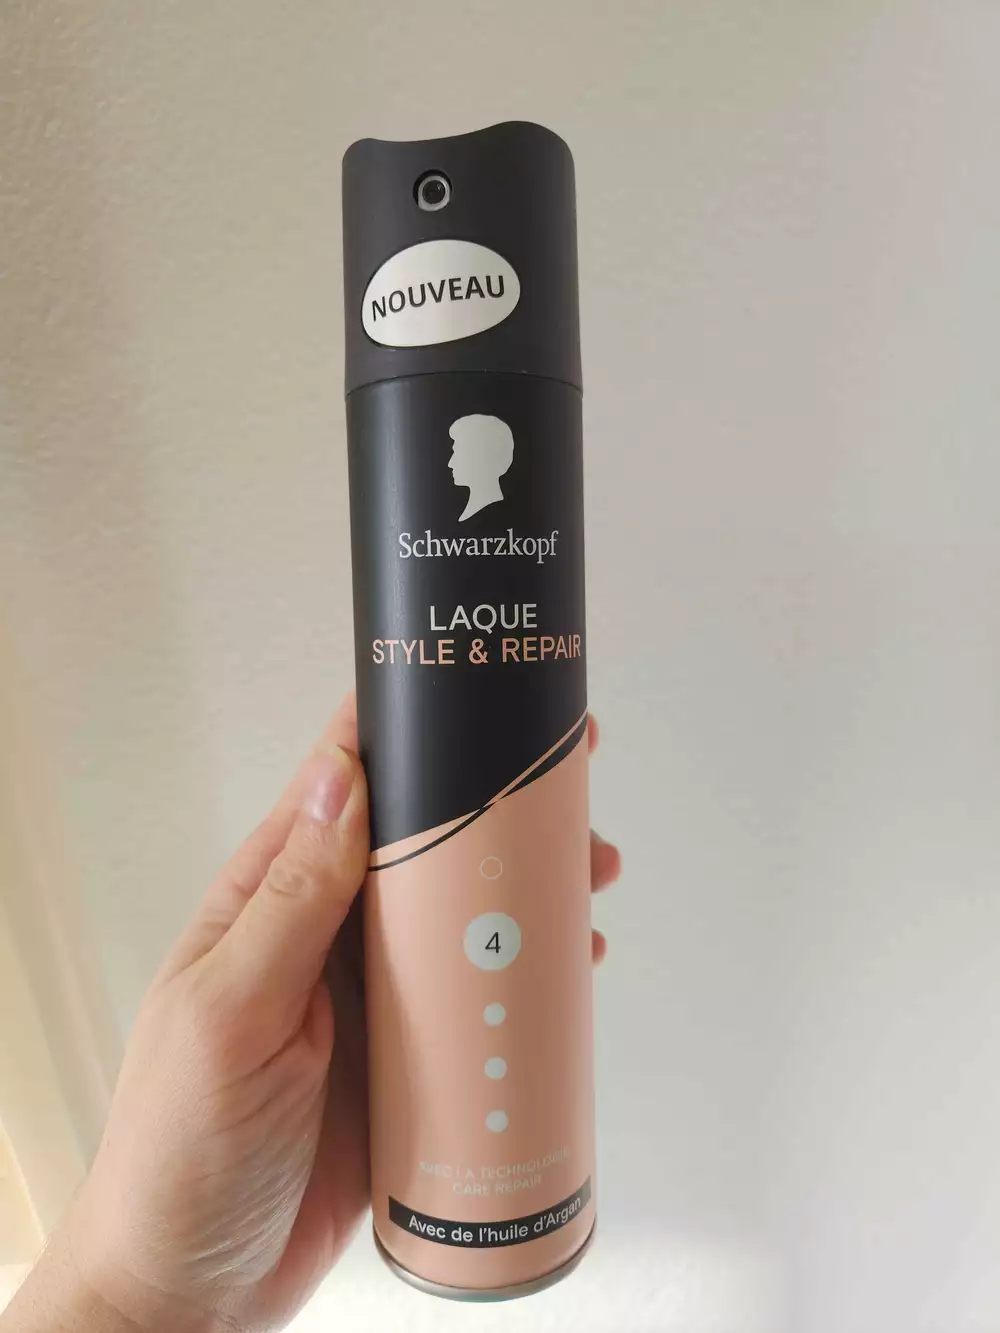 NOUVEAU
Schwarzkopf
LAQUE
STYLE & REPAIR
4
AVEC LA TECHNOLOGIE
CARE REPAIR
Avec de l'huile d'Argan